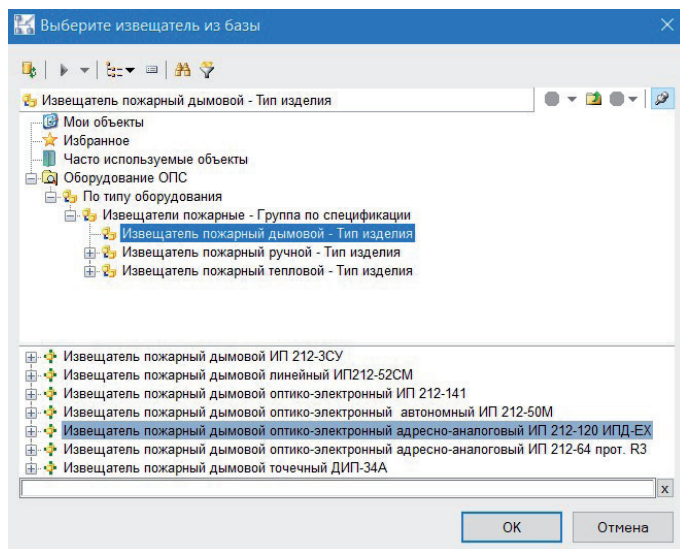 Выберите извещатель из базы
Извещатель пожарный дымовой - Тип изделия
Мои объекты
Избранное
Часто используемые объекты
Оборудование ОПС
По типу оборудования
Извещатели пожарные - Группа по спецификации
Извещатель пожарный дымовой - Тип изделия
Извещатель пожарный ручной - Тип изделия
Извещатель пожарный тепловой - Тип изделия
Извещатель пожарный дымовой ИП 212-3СУ
Извещатель пожарный дымовой линейный ИП212-52СМ
Извещатель пожарный дымовой оптико-электронный ИП 212-141
Извещатель пожарный дымовой оптико-электронный автономный ИП 212-50М
Извещатель пожарный дымовой оптико-электронный адресно-аналоговый ИП 212-120 ИПД-ЕХ
Извещатель пожарный дымовой оптико-электронный адресно-аналоговый ИП 212-64 прот. R3
Извещатель пожарный дымовой точечный ДИП-34А
x
OK
Отмена